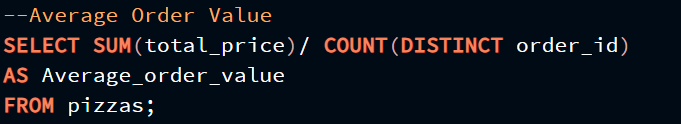 --Average Order Value
SELECT SUM(total_price)/ COUNT(DISTINCT order_id)
AS Average_order_value
FROM pizzas;